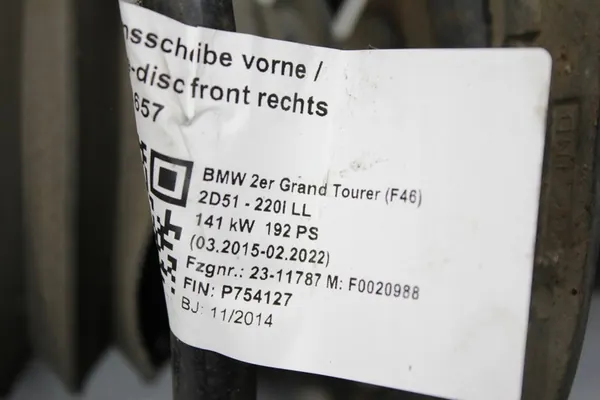 nsscheibe vorne /
-disc front rechts
657
BMW 2er Grand Tourer (F46)
2D51 - 220i LL
141 kW 192 PS
(03.2015-02.2022)
Fzgnr.: 23-11787 M: F0020988
FIN: P754127
BJ: 11/2014